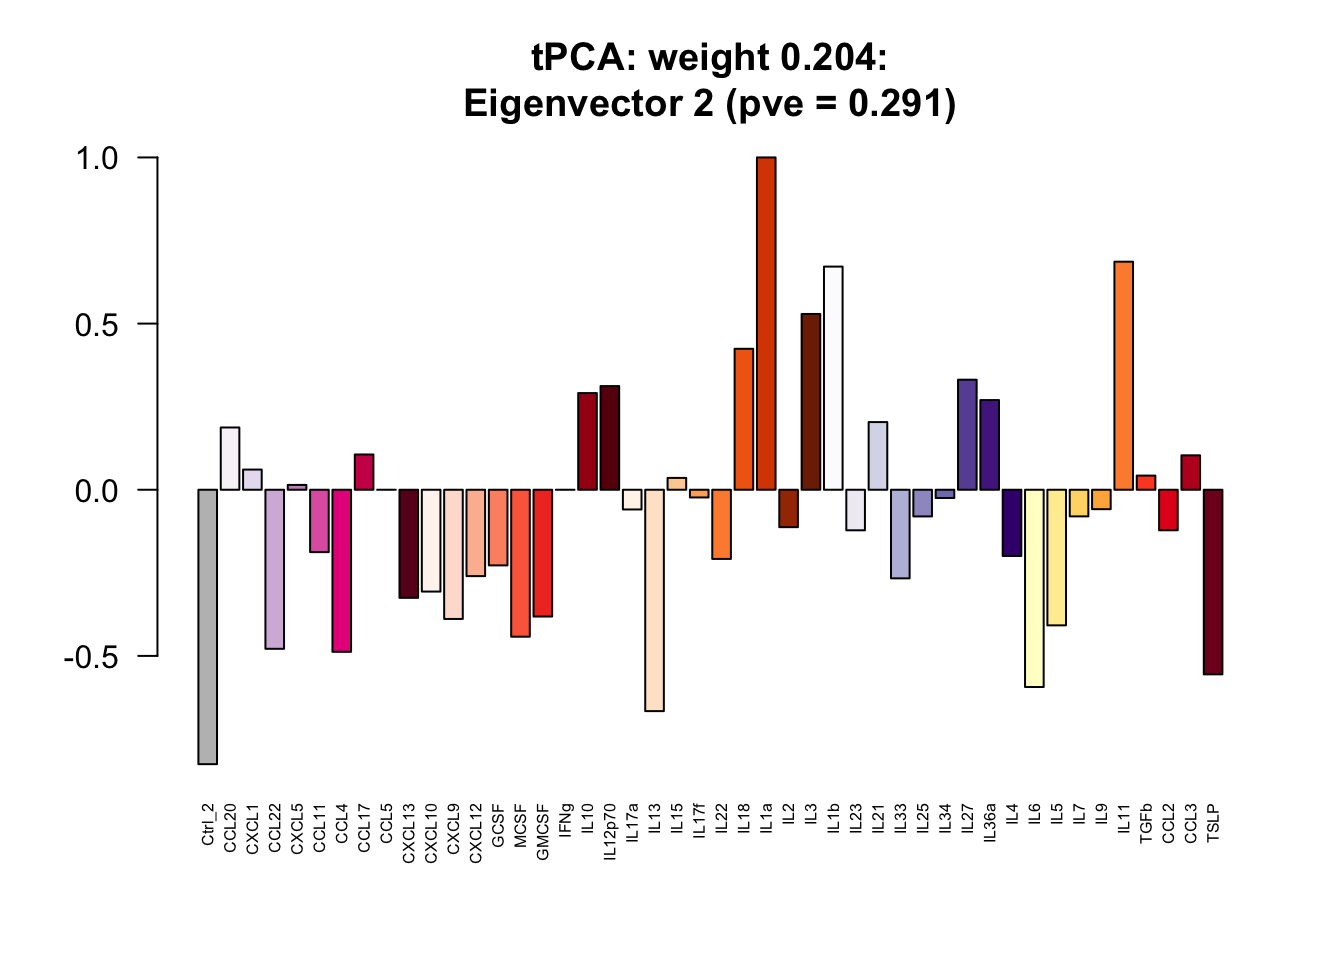 tPCA: weight 0.204:
Eigenvector 2 (pve = 0.291)
1.0
0.5
0.0
-0.5
Ctrl_2
CCL20
CXCL1
CCL22
CXCL5
CCL11
CCL4
CCL17
CCL5
CXCL13
CXCL10
CXCL9
CXCL12
GCSF
MCSF
GMCSF
IFNg
IL10
IL12p70
IL17a
IL13
IL15
IL17f
IL22
IL18
IL1a
IL2
IL3
IL1b
IL23
IL21
IL33
IL25
IL34
IL27
IL36a
IL4
IL6
IL5
IL7
IL9
IL11
TGFb
CCL2
CCL3
TSLP